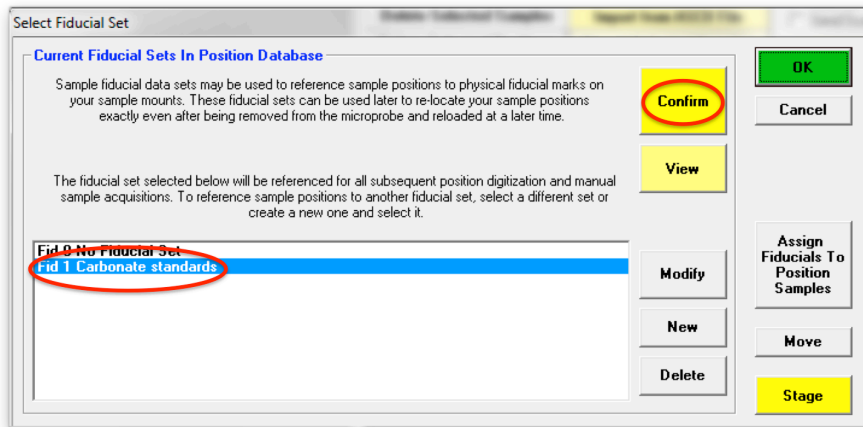 Select Fiducial Set
Current Fiducial Sets In Position Database
Sample fiducial data sets may be used to reference sample positions to physical fiducial marks on
your sample mounts. These fiducial sets can be used later to re-locate your sample positions
exactly even after being removed from the microprobe and reloaded at a later time.
The fiducial set selected below will be referenced for all subsequent position digitization and manual
sample acquisitions. To reference sample positions to another fiducial set, select a different set or
create a new one and select it.
Fid 0 No Fiducial Set
Fid 1 Carbonate standards
Confirm
View
Modify
New
Delete
OK
Cancel
Assign
Fiducials To
Position
Samples
Move
Stage